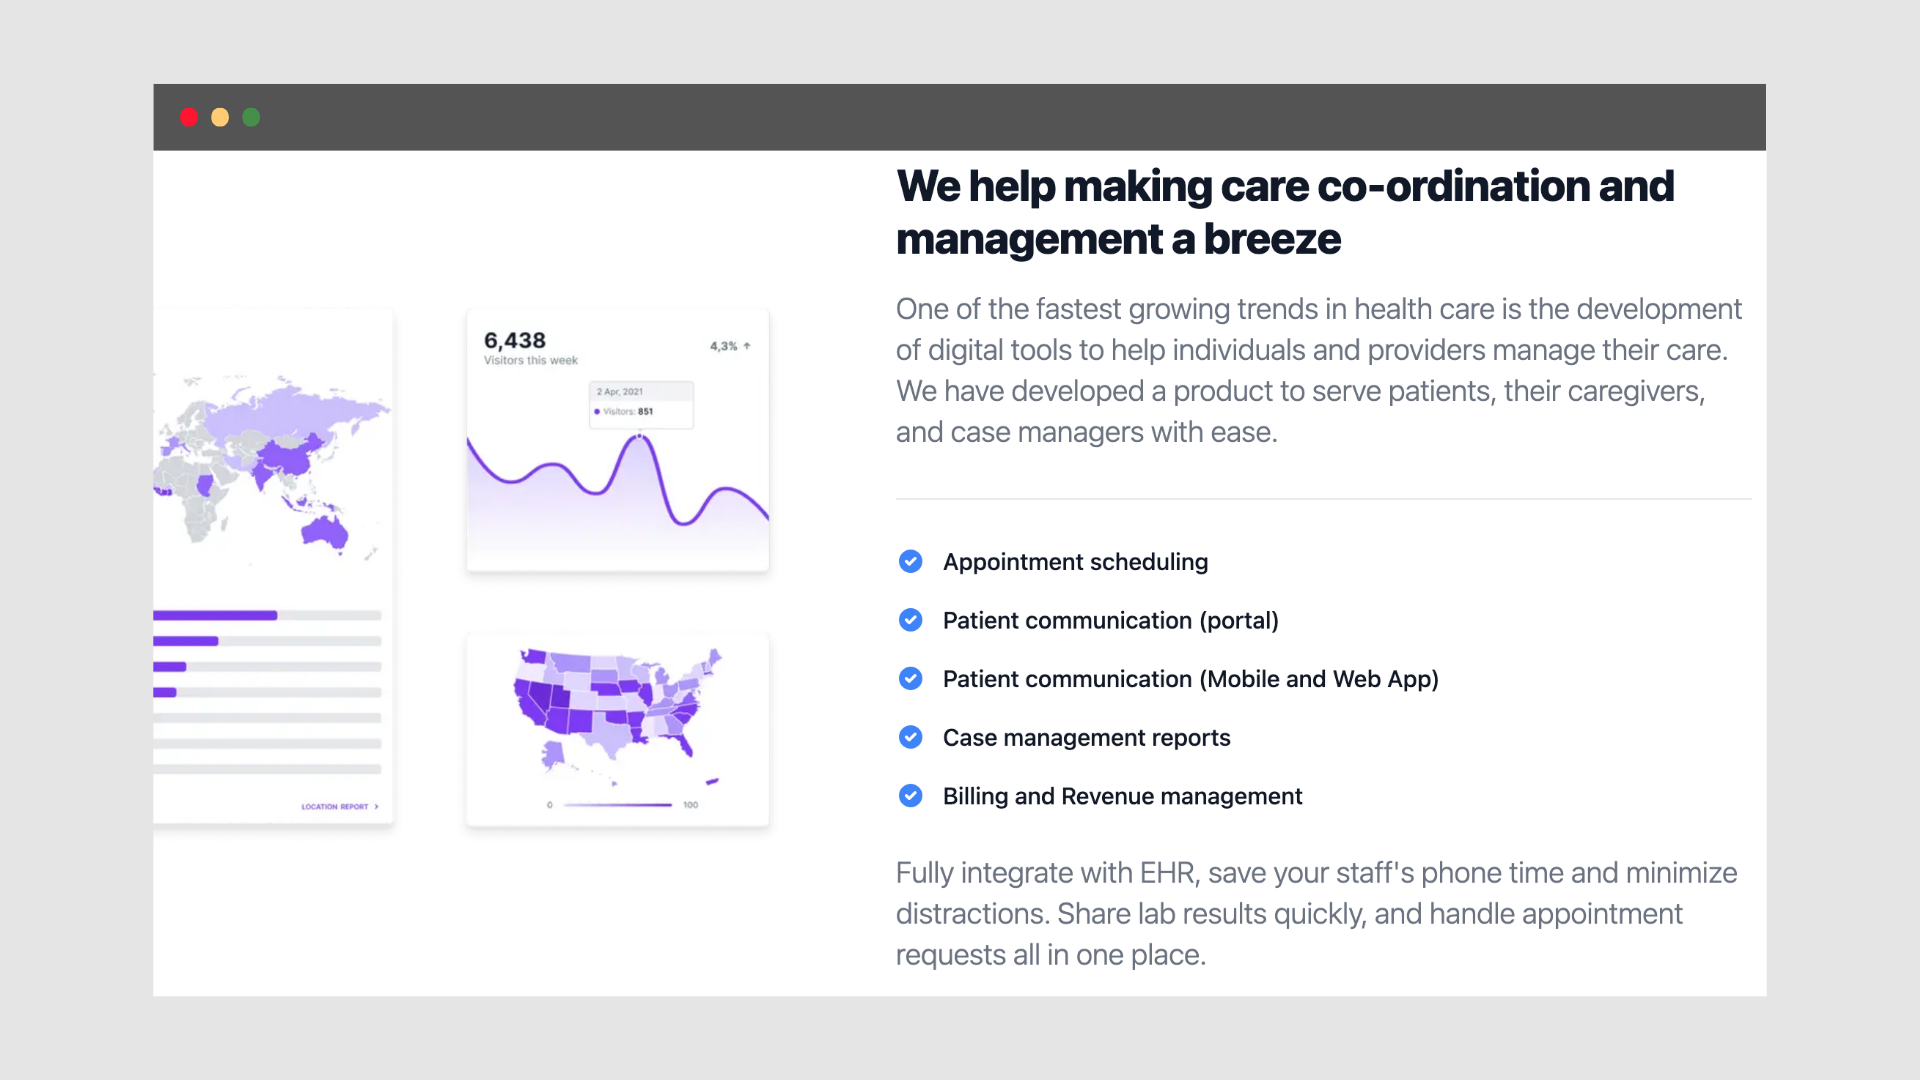 We help making care co-ordination and
management a breeze
One of the fastest growing trends in health care is the development
of digital tools to help individuals and providers manage their care.
We have developed a product to serve patients, their caregivers,
and case managers with ease.
Appointment scheduling
Patient communication (portal)
Patient communication (Mobile and Web App)
Case management reports
Billing and Revenue management
Fully integrate with EHR, save your staff's phone time and minimize
distractions. Share lab results quickly, and handle appointment
requests all in one place.
6,438
Visitors this week
4,3%
2 Apr, 2021
Visitors: 851
LOCATION REPORT
0
100